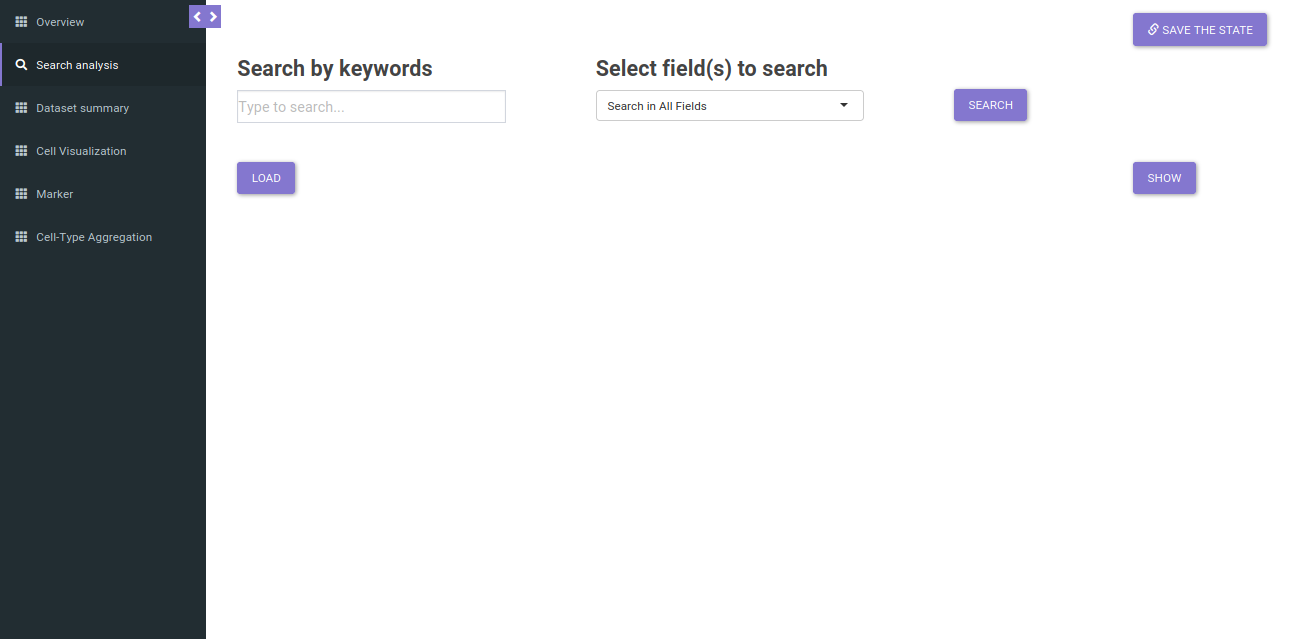 Overview
Search analysis
Dataset summary
Cell Visualization
Marker
Cell-Type Aggregation
SAVE THE STATE
Search by keywords
Type to search...
Select field(s) to search
Search in All Fields
SEARCH
LOAD
SHOW